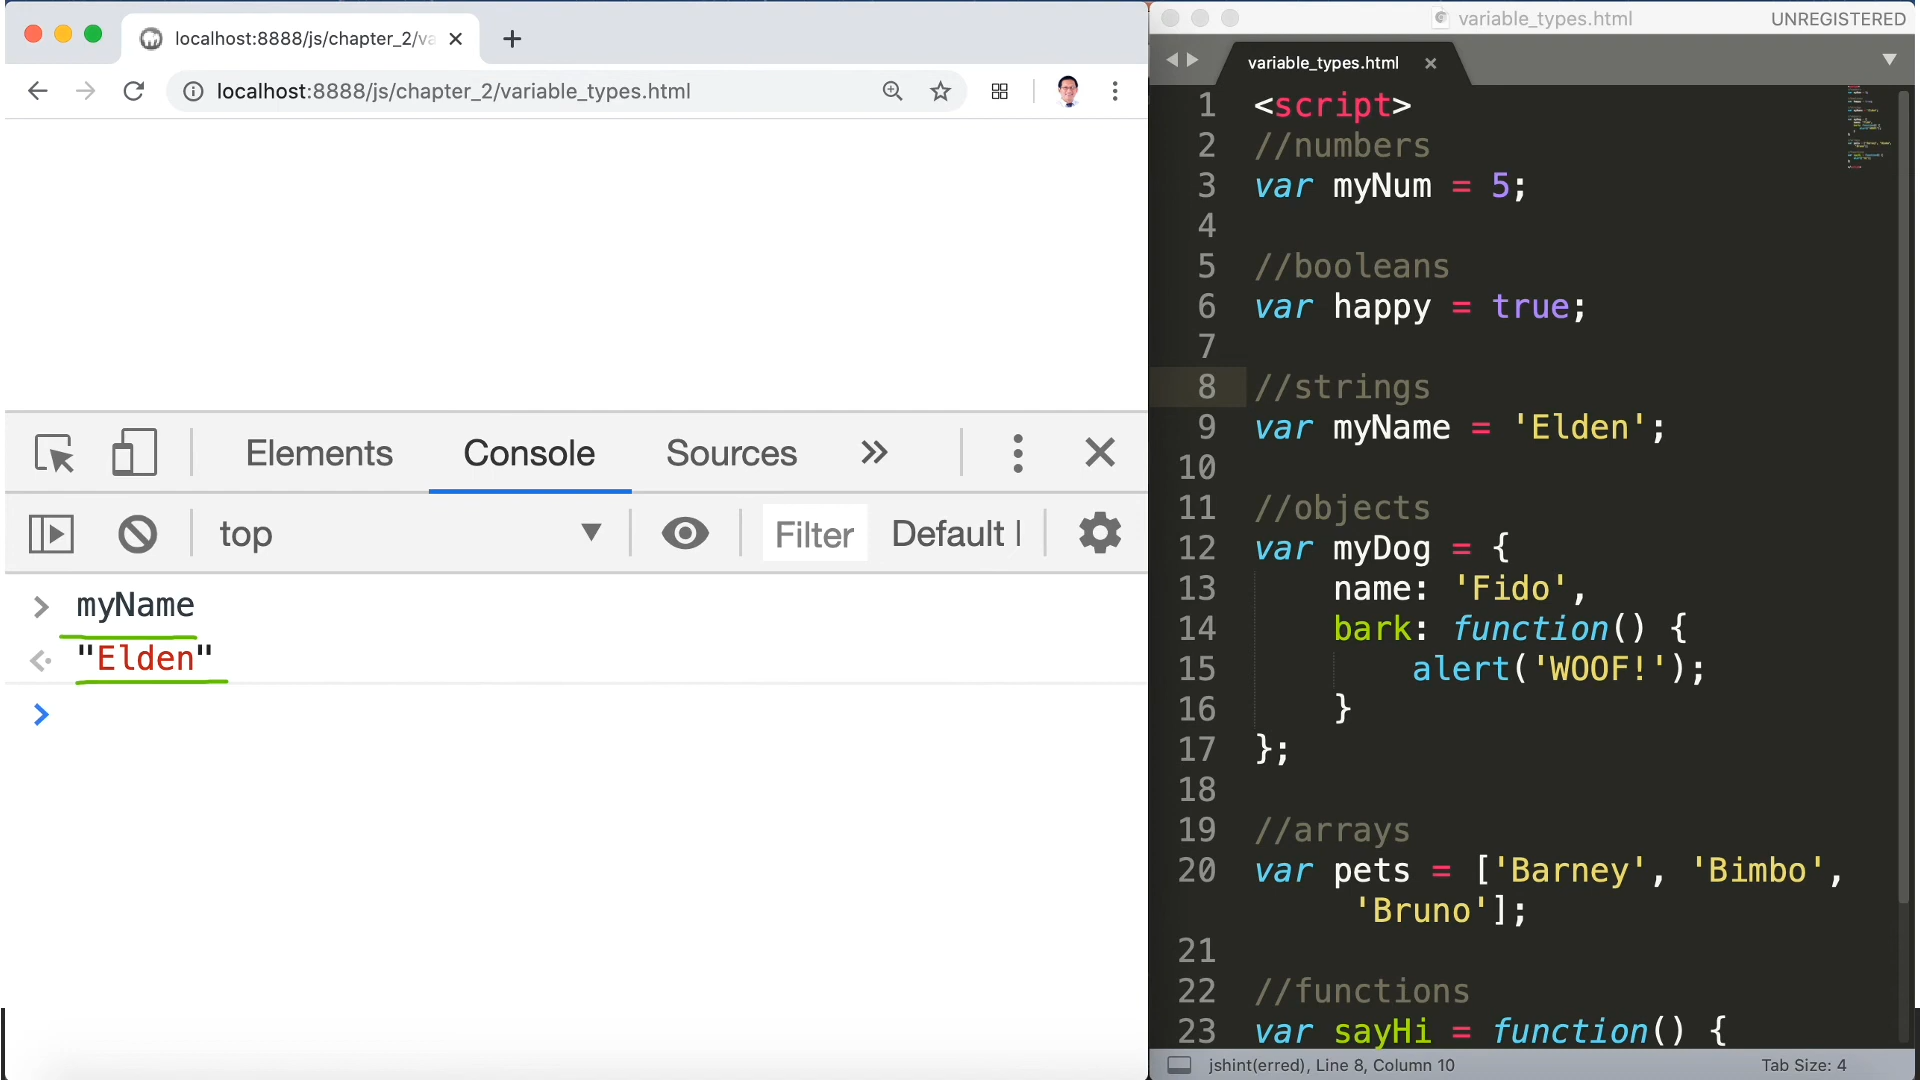 localhost:8888/js/chapter_2/va
localhost:8888/js/chapter_2/variable_types.html
Elements Console Sources
top Filter Default
myName
"Elden"
variable_types.html UNREGISTERED
variable_types.html
1 <script>
2 //numbers
3 var myNum = 5;
4
5 //booleans
6 var happy = true;
7
8 //strings
9 var myName = 'Elden';
10
11 //objects
12 var myDog = {
13 name: 'Fido',
14 bark: function() {
15 alert('WOOF!');
16 }
17 };
18
19 //arrays
20 var pets = ['Barney', 'Bimbo',
'Bruno'];
21
22 //functions
23 var sayHi = function() {
jshint(erred), Line 8, Column 10 Tab Size: 4